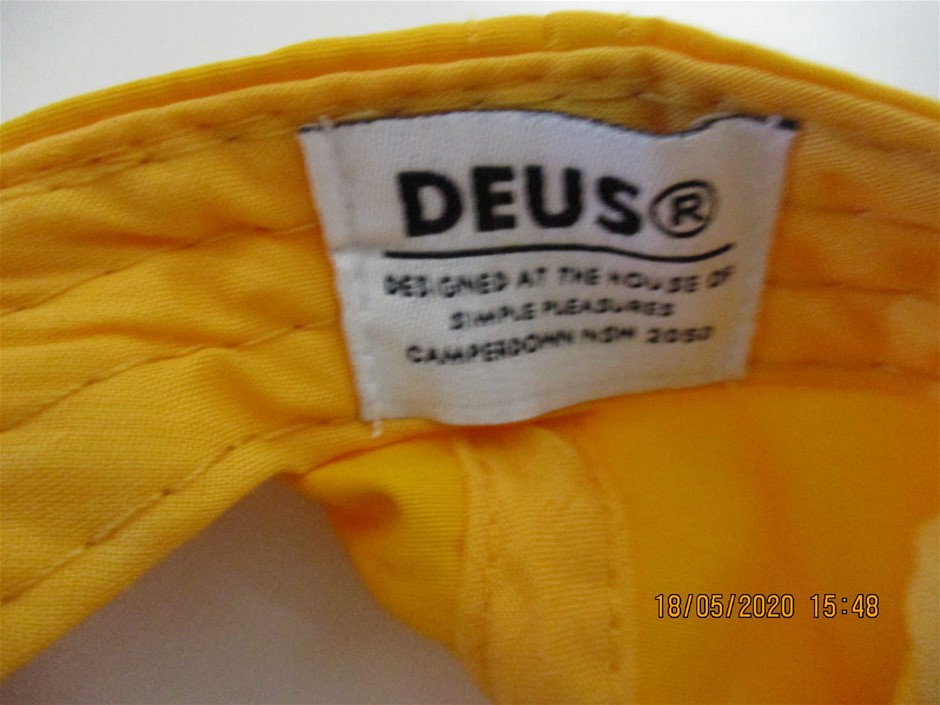 DEUS®
DESIGNED AT THE HOUSE OF
SIMPLE PLEASURES
CAMPERDOWN NSW 2050
18/05/2020 15:48